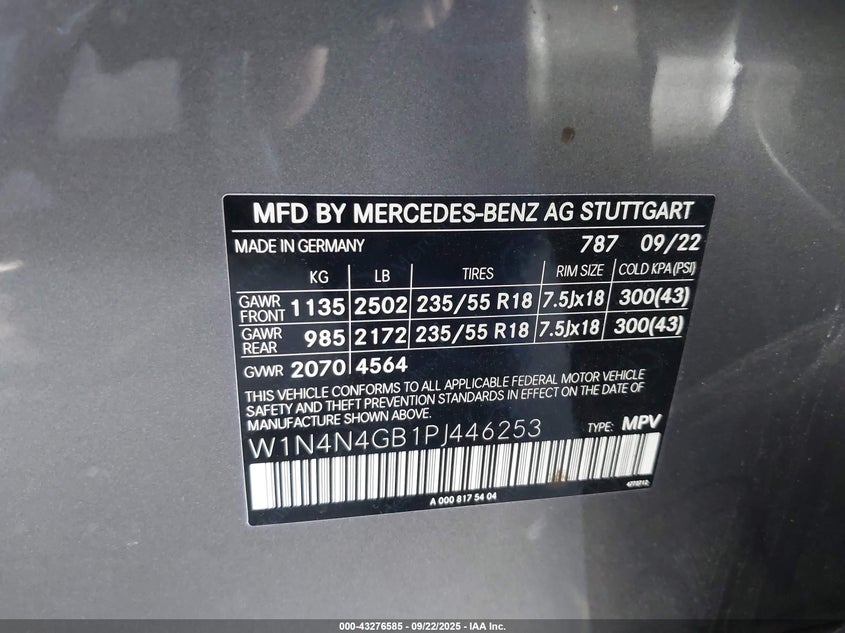 MFD BY MERCEDES-BENZ AG STUTTGART
MADE IN GERMANY 787 09/22
KG LB TIRES RIM SIZE COLD KPA(PSI)
GAWR FRONT 1135 2502 235/55 R18 7.5Jx18 300(43)
GAWR REAR 985 2172 235/55 R18 7.5Jx18 300(43)
GVWR 2070 4564
THIS VEHICLE CONFORMS TO ALL APPLICABLE FEDERAL MOTOR VEHICLE
SAFETY AND THEFT PREVENTION STANDARDS IN EFFECT ON THE DATE OF
MANUFACTURE SHOWN ABOVE.
W1N4N4GB1PJ446253 TYPE: MPV
A 000 817 54 04
000-43276585 - 09/22/2025 - IAA Inc.